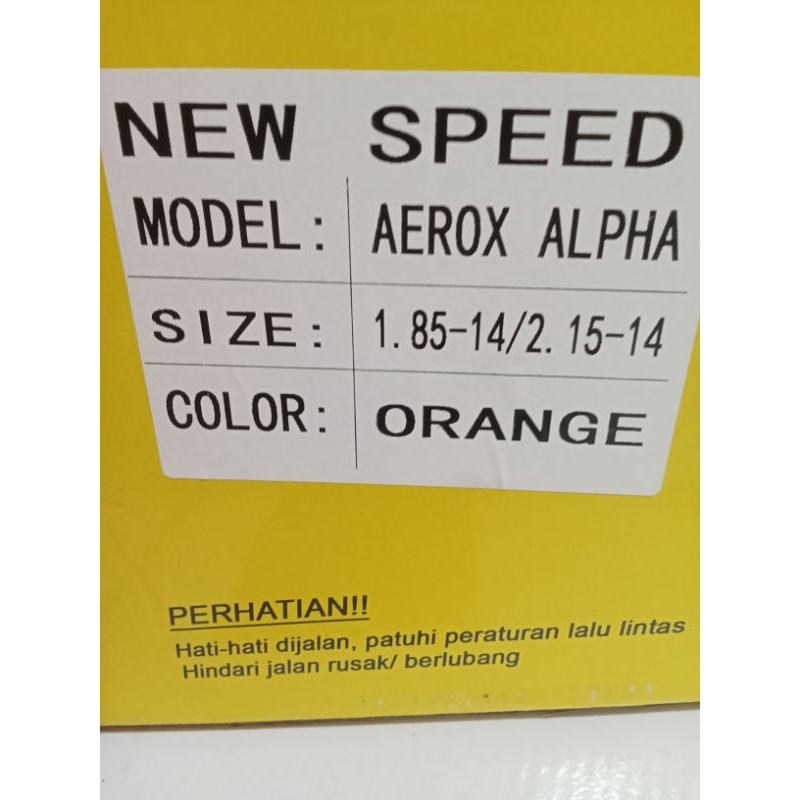 NEW SPEED
MODEL: AEROX ALPHA
SIZE: 1.85-14/2.15-14
COLOR: ORANGE
PERHATIAN!!
Hati-hati dijalan, patuhi peraturan lalu lintas
Hindari jalan rusak/ berlubang